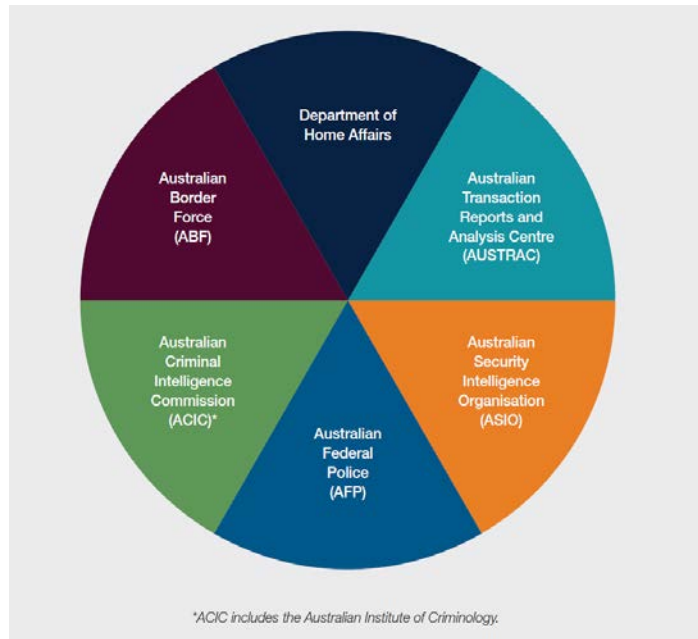 Department of
Home Affairs
Australian
Transaction
Reports and
Analysis Centre
(AUSTRAC)
Australian
Security
Intelligence
Organisation
(ASIO)
Australian
Federal
Police
(AFP)
Australian
Criminal
Intelligence
Commission
(ACIC)*
Australian
Border
Force
(ABF)
*ACIC includes the Australian Institute of Criminology.